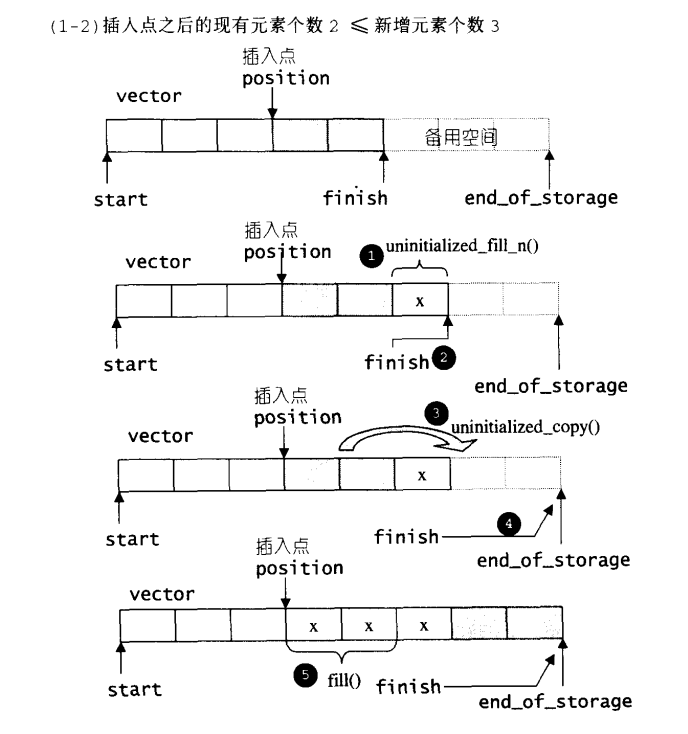 (1-2)插入点之后的现有元素个数 2 ≤ 新增元素个数 3
插入点
position
vector
备用空间
start
finish
end_of_storage
插入点
position
1
uninitialized_fill_n()
vector
x
start
finish
2
end_of_storage
插入点
position
3
uninitialized_copy()
vector
x
start
finish
4
end_of_storage
插入点
position
vector
x x x
start
5
fill()
finish
end_of_storage